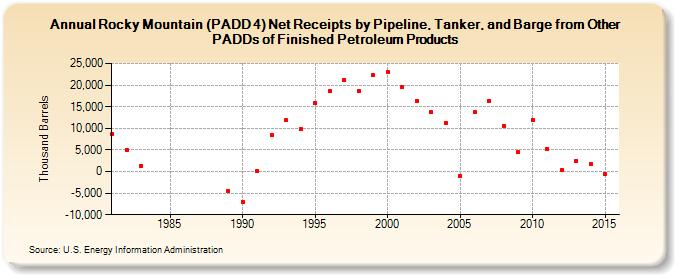 Annual Rocky Mountain (PADD 4) Net Receipts by Pipeline, Tanker, and Barge from Other
PADDs of Finished Petroleum Products
Thousand Barrels
25,000
20,000
15,000
10,000
5,000
0
-5,000
-10,000
1985 1990 1995 2000 2005 2010 2015
Source: U.S. Energy Information Administration